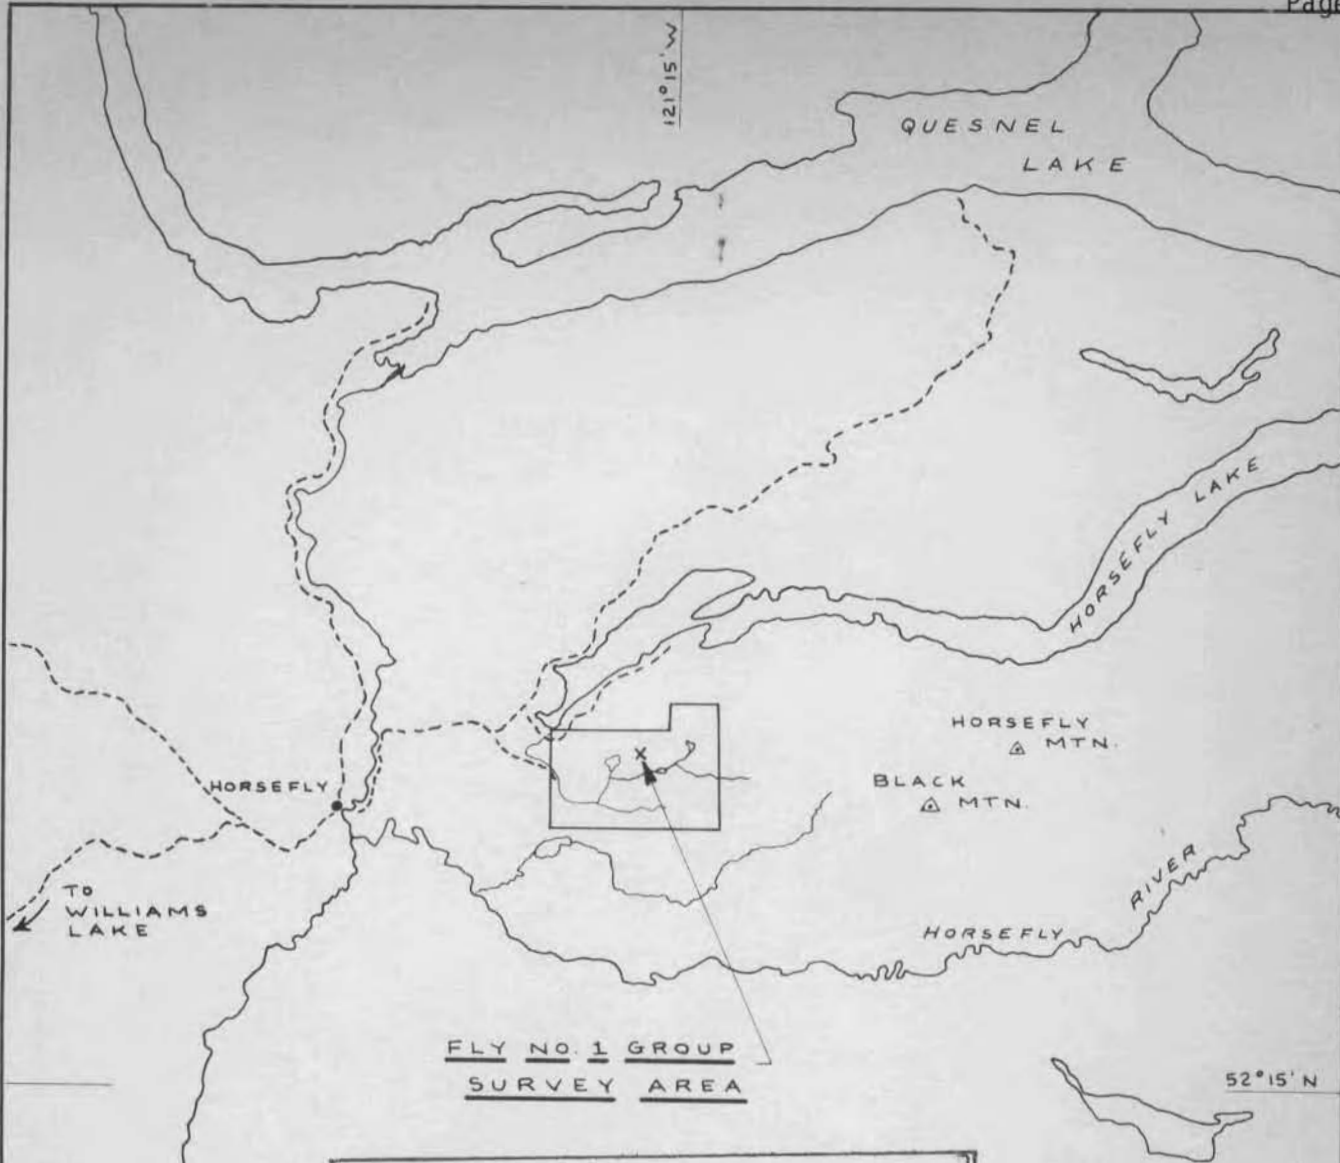 Page
121°15' W
QUESNEL
LAKE
HORSEFLY LAKE
HORSEFLY
MTN.
BLACK
MTN.
HORSEFLY
TO
WILLIAMS
LAKE
HORSEFLY RIVER
FLY NO. 1 GROUP
SURVEY AREA
52°15' N